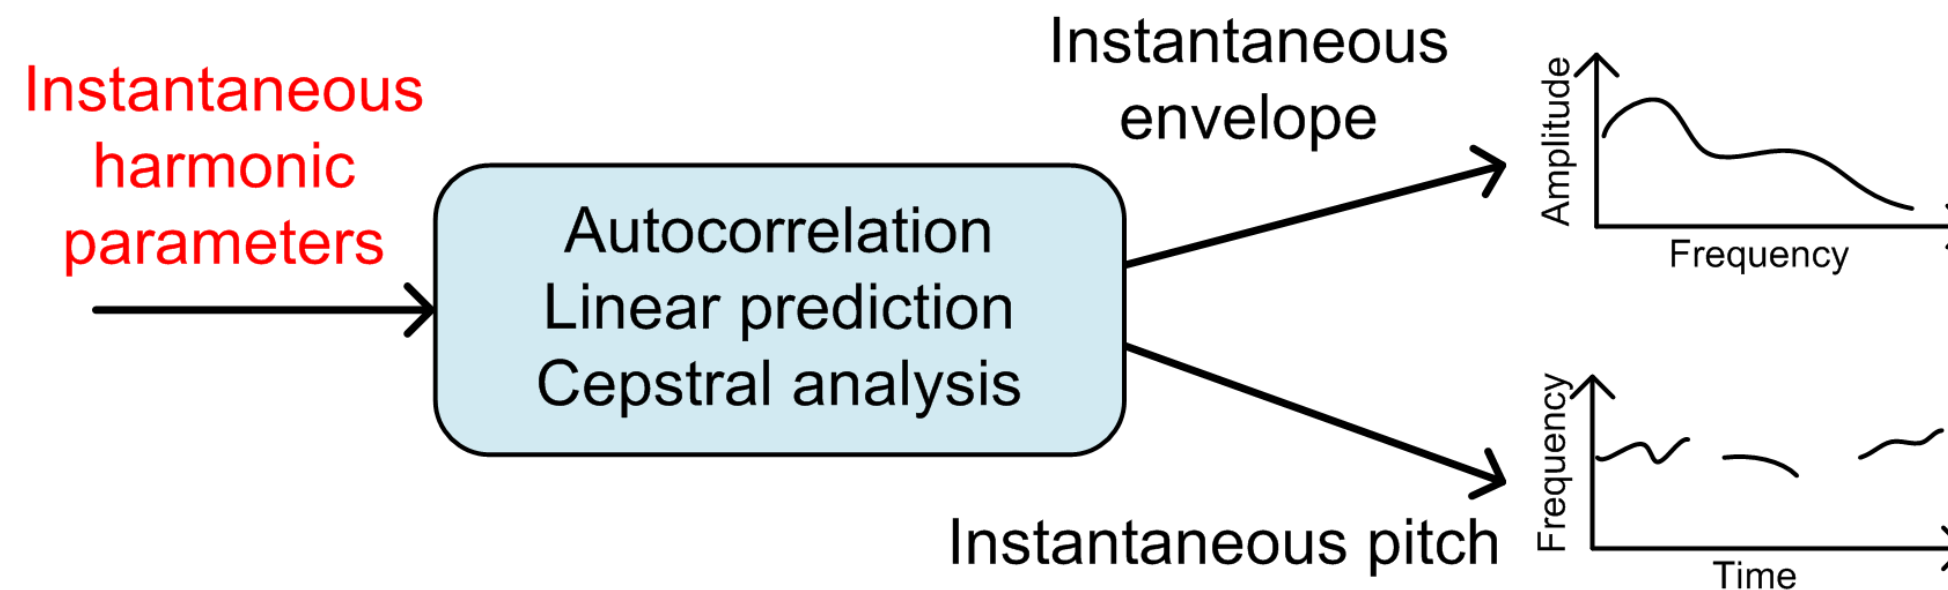 Instantaneous
harmonic
parameters
Autocorrelation
Linear prediction
Cepstral analysis
Instantaneous
envelope
Amplitude
Frequency
Instantaneous pitch
Frequency
Time